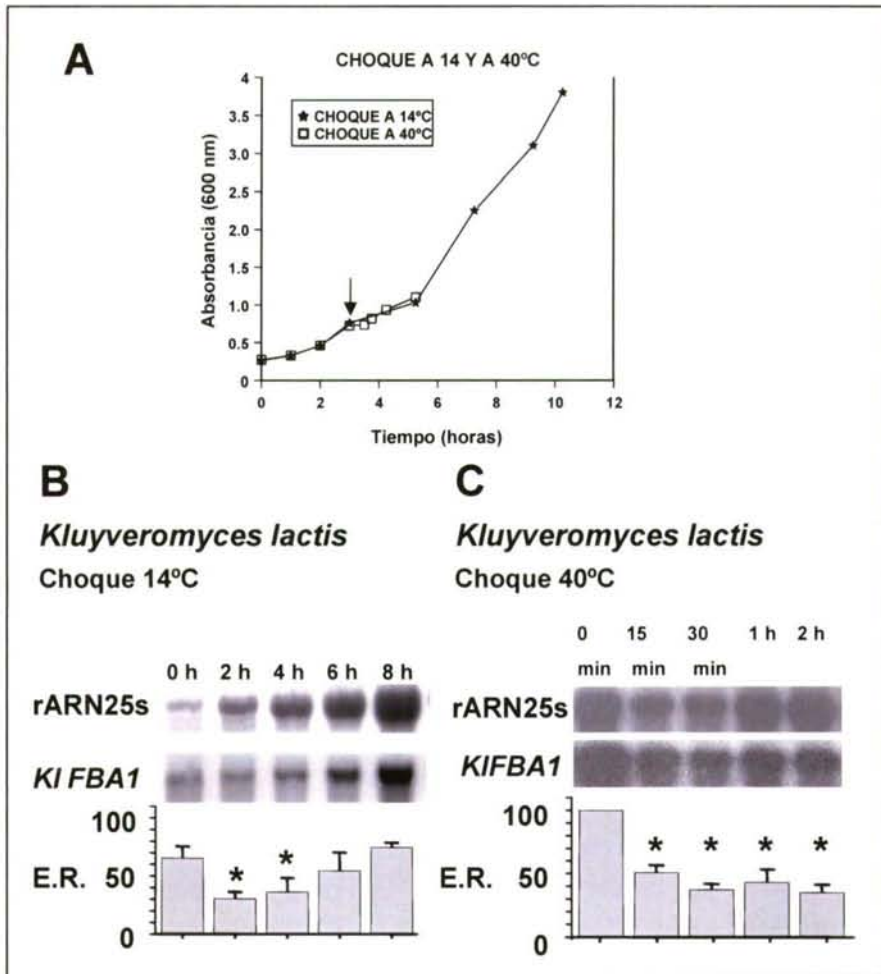 A
CHOQUE A 14 Y A 40ºC
4
3.5
3.0
2.5
2.0
1.5
1.0
0.5
0
Absorbancia (600 nm)
★ CHOQUE A 14ºC
□ CHOQUE A 40ºC
0 2 4 6 8 10 12
Tiempo (horas)
B
Kluyveromyces lactis
Choque 14ºC
0 h 2 h 4 h 6 h 8 h
rARN25s
Kl FBA1
100
50
0
E.R.
* *
C
Kluyveromyces lactis
Choque 40ºC
0 15 30 1 h 2 h
min min min
rARN25s
KlFBA1
100
50
0
E.R.
* * * *